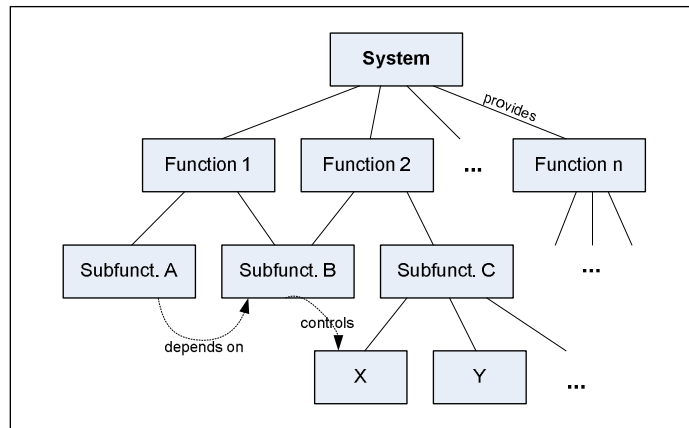 System
provides
Function 1
Function 2
...
Function n
Subfunct. A
Subfunct. B
Subfunct. C
...
depends on
controls
X
Y
...